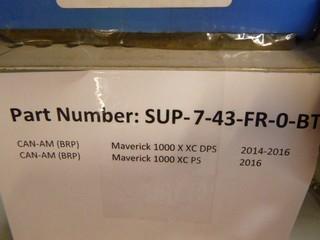 Part Number: SUP-7-43-FR-0-BT
CAN-AM (BRP) Maverick 1000 X XC DPS 2014-2016
CAN-AM (BRP) Maverick 1000 XC PS 2016